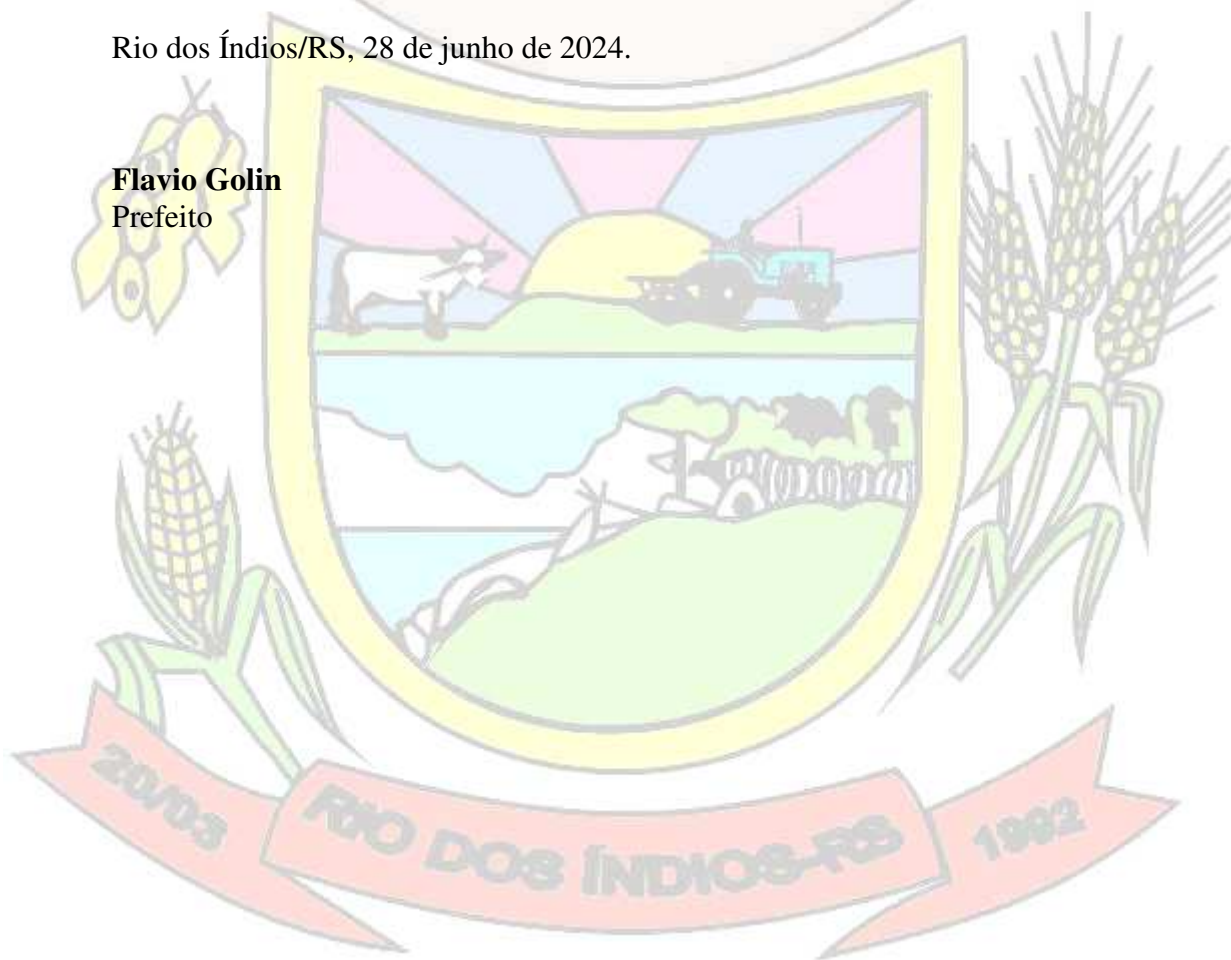 Rio dos Índios/RS, 28 de junho de 2024.
Flavio Golin
Prefeito
20/03
RIO DOS ÍNDIOS-RS
1992